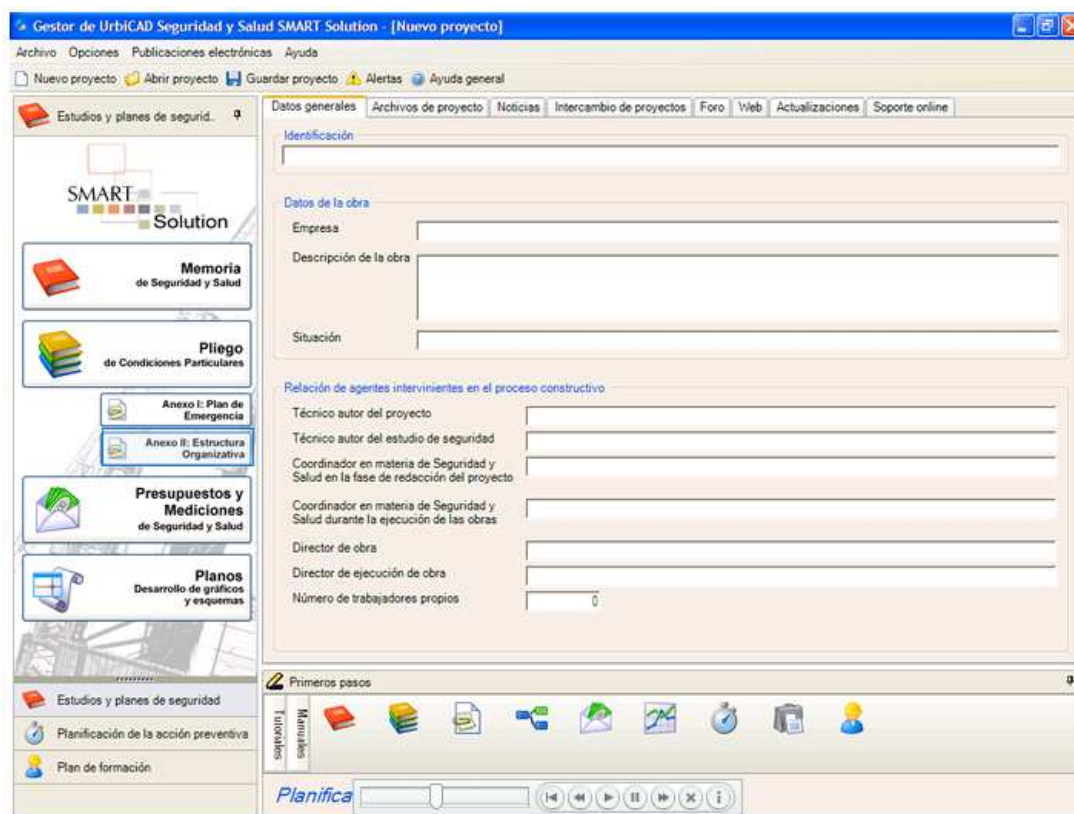 Gestor de UrbiCAD Seguridad y Salud SMART Solution - [Nuevo proyecto]
Archivo Opciones Publicaciones electrónicas Ayuda
Nuevo proyecto Abrir proyecto Guardar proyecto Alertas Ayuda general
Estudios y planes de segurid..
SMART
Solution
Memoria
de Seguridad y Salud
Pliego
de Condiciones Particulares
Anexo I: Plan de
Emergencia
Anexo II: Estructura
Organizativa
Presupuestos y
Mediciones
de Seguridad y Salud
Planos
Desarrollo de gráficos
y esquemas
Estudios y planes de seguridad
Planificación de la acción preventiva
Plan de formación
Datos generales Archivos de proyecto Noticias Intercambio de proyectos Foro Web Actualizaciones Soporte online
Identificación
Datos de la obra
Empresa
Descripción de la obra
Situación
Relación de agentes intervinientes en el proceso constructivo
Técnico autor del proyecto
Técnico autor del estudio de seguridad
Coordinador en materia de Seguridad y
Salud en la fase de redacción del proyecto
Coordinador en materia de Seguridad y
Salud durante la ejecución de las obras
Director de obra
Director de ejecución de obra
Número de trabajadores propios 0
Primeros pasos
Tutoriales
Manuales
Planifica